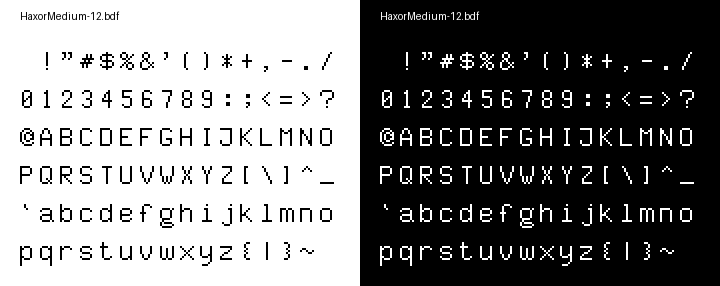 HaxorMedium-12.bdf
!"#$%&'()*+,-./
0123456789:;<=>?
@ABCDEFGHIJKLMNO
PQRSTUVWXYZ[\]^_
`abcdefghijklmno
pqrstuvwxyz{|}~
HaxorMedium-12.bdf
!"#$%&'()*+,-./
0123456789:;<=>?
@ABCDEFGHIJKLMNO
PQRSTUVWXYZ[\]^_
`abcdefghijklmno
pqrstuvwxyz{|}~